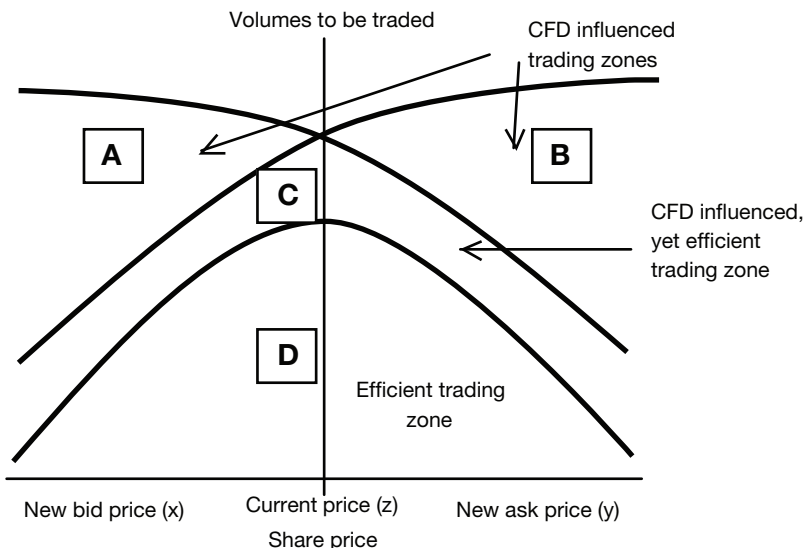 Volumes to be traded
CFD influenced
trading zones
A
B
C
CFD influenced,
yet efficient
trading zone
D
Efficient trading
zone
New bid price (x)
Current price (z)
New ask price (y)
Share price